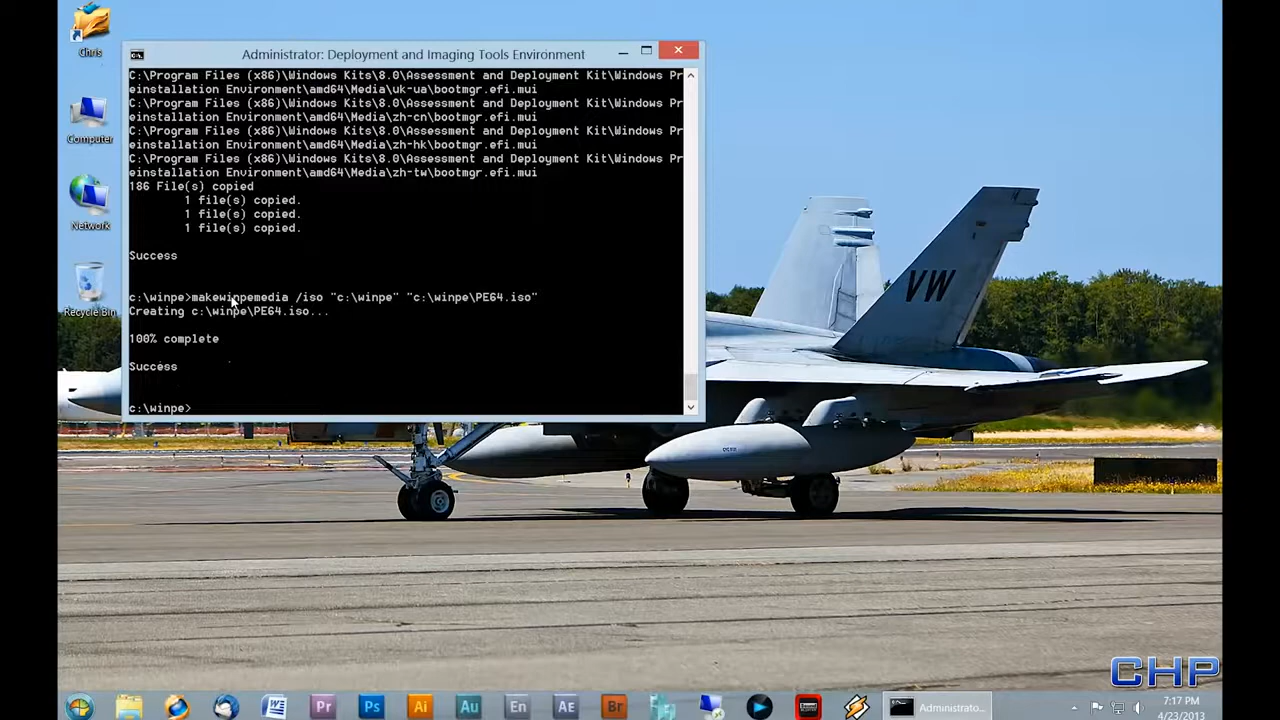 Chris
Computer
Network
Recycle Bin
Administrator: Deployment and Imaging Tools Environment
C:\Program Files (x86)\Windows Kits\8.0\Assessment and Deployment Kit\Windows Pr
einstallation Environment\amd64\Media\uk-ua\bootmgr.efi.mui
C:\Program Files (x86)\Windows Kits\8.0\Assessment and Deployment Kit\Windows Pr
einstallation Environment\amd64\Media\zh-cn\bootmgr.efi.mui
C:\Program Files (x86)\Windows Kits\8.0\Assessment and Deployment Kit\Windows Pr
einstallation Environment\amd64\Media\zh-hk\bootmgr.efi.mui
C:\Program Files (x86)\Windows Kits\8.0\Assessment and Deployment Kit\Windows Pr
einstallation Environment\amd64\Media\zh-tw\bootmgr.efi.mui
186 File(s) copied
1 file(s) copied.
1 file(s) copied.
1 file(s) copied.
Success
c:\winpe>makewinpemedia /iso "c:\winpe" "c:\winpe\PE64.iso"
Creating c:\winpe\PE64.iso...
100% complete
Success
c:\winpe>
VW
CHP
Pr
Ps
Ai
Au
En
AE
Br
Administrato...
7:17 PM
4/23/2013